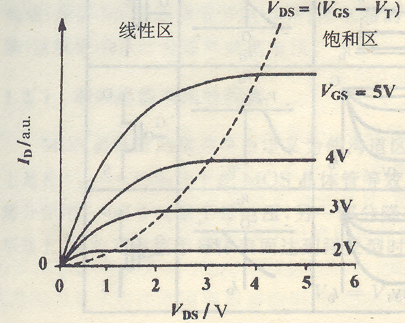 V_DS = (V_GS − V_T)
线性区
饱和区
V_GS = 5V
4V
3V
2V
I_D/a.u.
0
0 1 2 3 4 5 6
V_DS / V